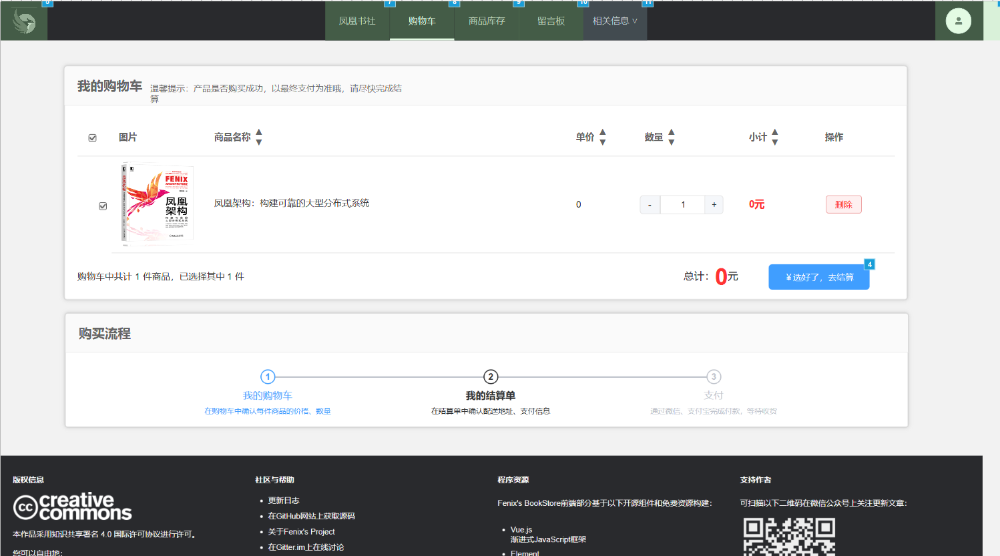 6
7
8
9
10
11
凤凰书社
购物车
商品库存
留言板
相关信息
我的购物车
温馨提示：产品是否购买成功，以最终支付为准哦，请尽快完成结
算
图片
商品名称
单价
数量
小计
操作
FENIX
ARCHITECTURE
凤凰
架构
凤凰架构：构建可靠的大型分布式系统
0
-
1
+
0元
删除
购物车中共计 1 件商品，已选择其中 1 件
总计：0元
4
¥选好了，去结算
购买流程
1
2
3
我的购物车
我的结算单
支付
在购物车中确认每件商品的价格、数量
在结算单中确认配送地址、支付信息
通过微信、支付宝完成付款，等待收货
版权信息
cc creative
commons
本作品采用知识共享署名 4.0 国际许可协议进行许可。
您可以自由地：
社区与帮助
更新日志
在GitHub网站上获取源码
关于Fenix's Project
在Gitter.im上在线讨论
程序资源
Fenix's BookStore前端部分基于以下开源组件和免费资源构建：
Vue.js
渐进式JavaScript框架
Element
支持作者
可扫描以下二维码在微信公众号上关注更新文章：